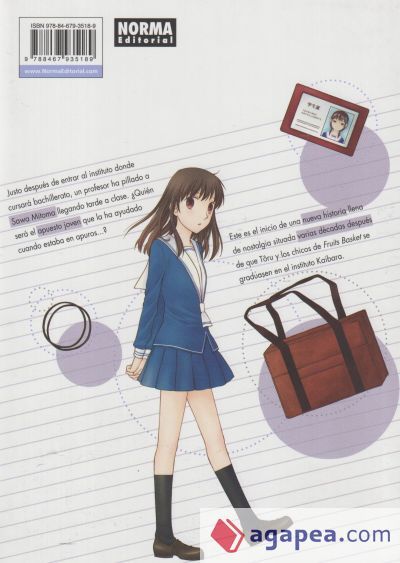 ISBN 978-84-679-3518-9
9 788467 935189
www.NormaEditorial.com
NORMA
Editorial
Justo después de entrar al instituto donde
cursará bachillerato, un profesor ha pillado a
Sawa Mitoma llegando tarde a clase. ¿Quién
será el apuesto joven que la ha ayudado
cuando estaba en apuros...?
Este es el inicio de una nueva historia llena
de nostalgia situada varias décadas después
de que Tôru y los chicos de Fruits Basket se
graduasen en el instituto Kaibara.
agapea.com